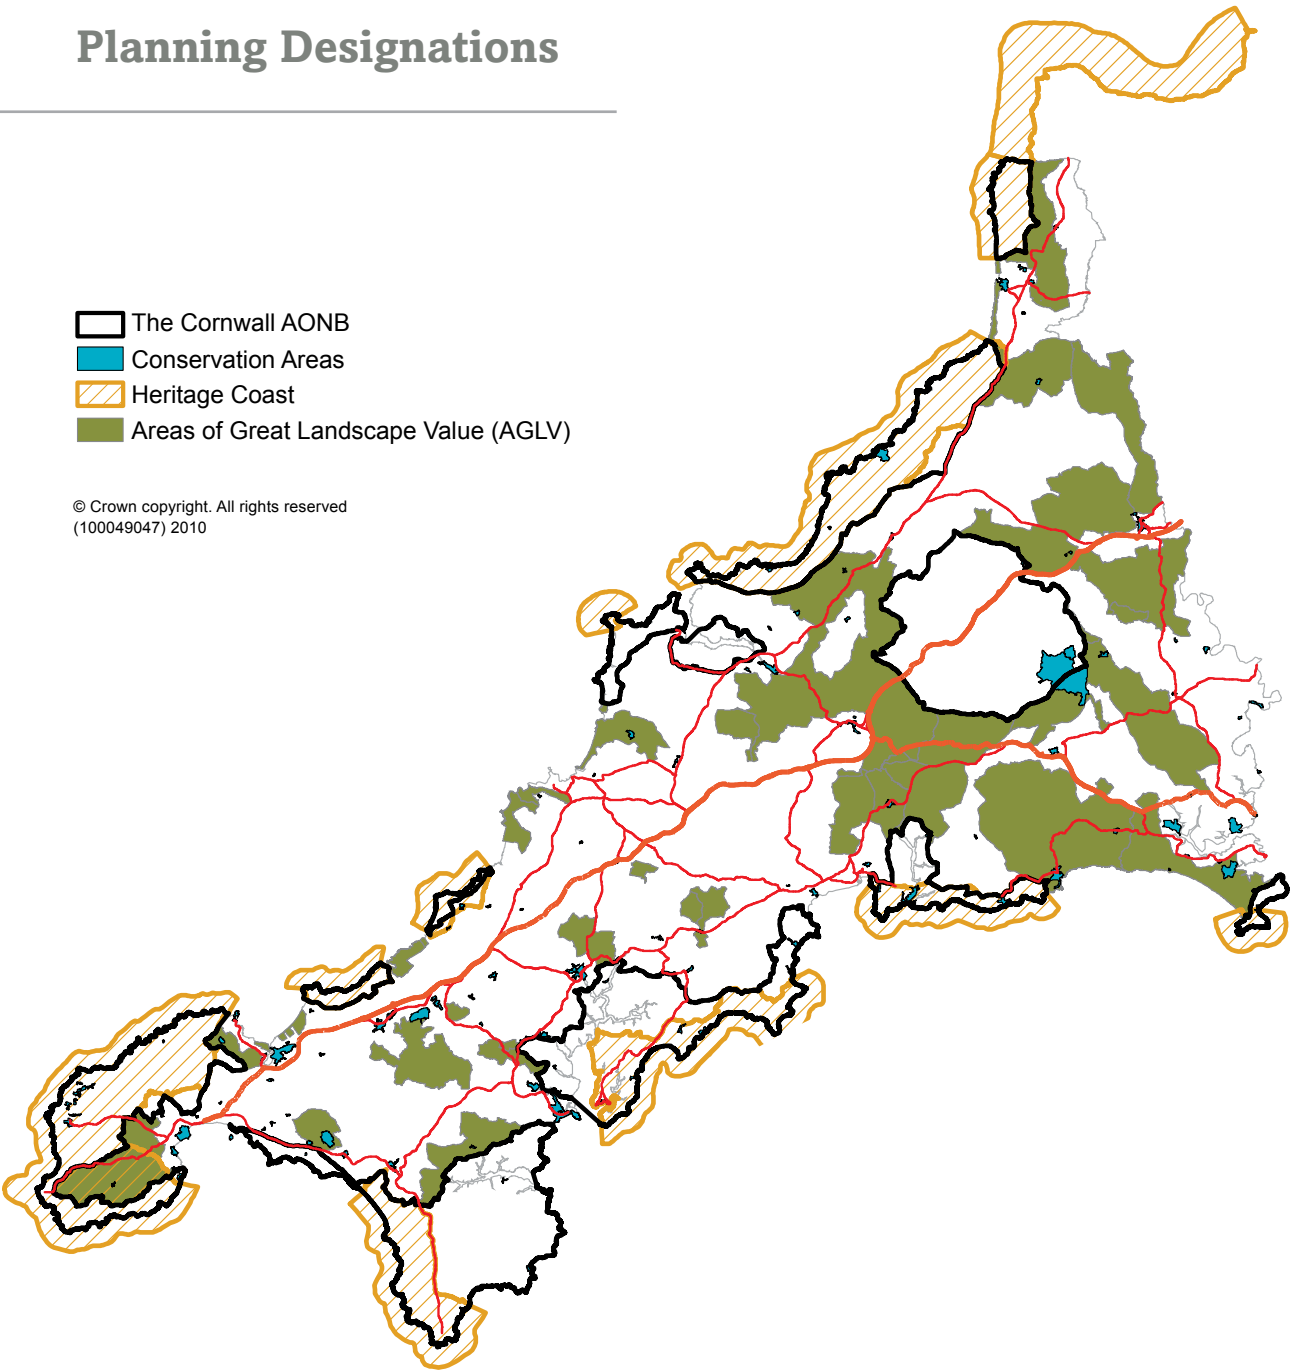 Planning Designations
The Cornwall AONB
Conservation Areas
Heritage Coast
Areas of Great Landscape Value (AGLV)
© Crown copyright. All rights reserved
(100049047) 2010